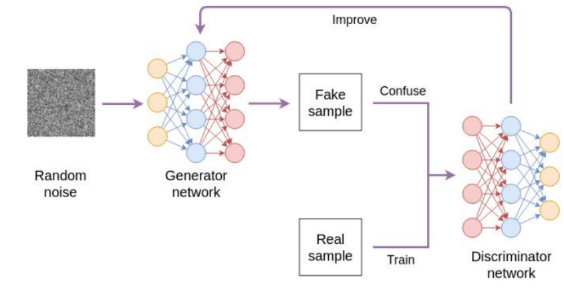 Improve
Random
noise
Generator
network
Fake
sample
Confuse
Real
sample
Train
Discriminator
network